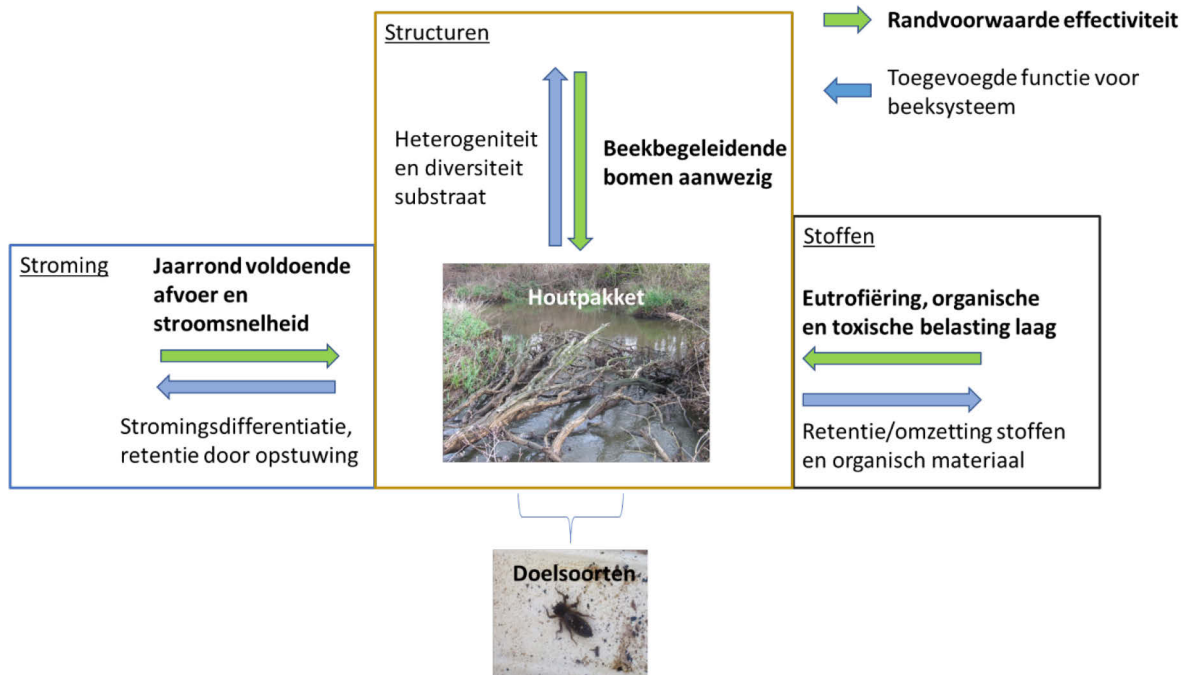 Structuren
Heterogeniteit
en diversiteit
substraat
Beekbegeleidende
bomen aanwezig
Randvoorwaarde effectiviteit
Toegevoegde functie voor
beeksysteem
Stroming
Jaarrond voldoende
afvoer en
stroomsnelheid
Stromingsdifferentiatie,
retentie door opstuwing
Houtpakket
Stoffen
Eutrofiëring, organische
en toxische belasting laag
Retentie/omzetting stoffen
en organisch materiaal
Doelsoorten